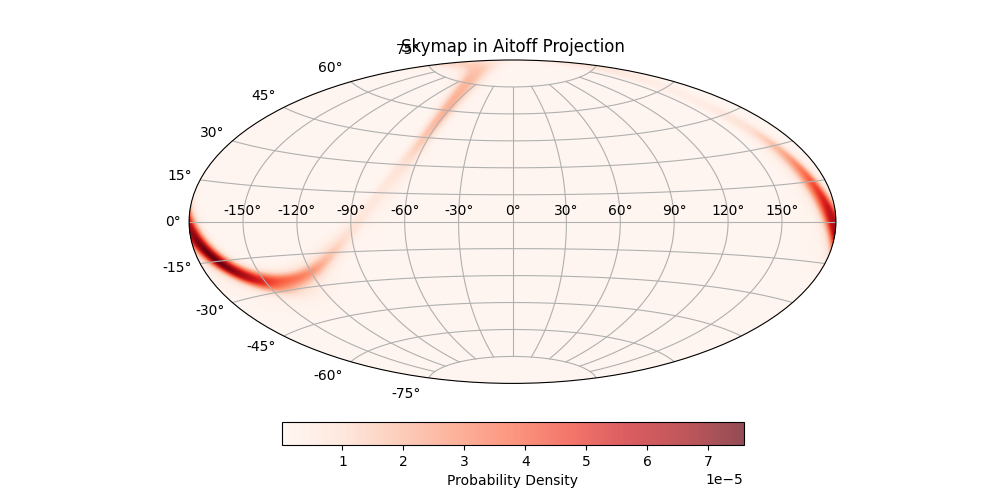 Skymap in Aitoff Projection
75°
60°
45°
30°
15°
0°
-150° -120° -90° -60° -30° 0° 30° 60° 90° 120° 150°
-15°
-30°
-45°
-60°
-75°
1 2 3 4 5 6 7
1e−5
Probability Density